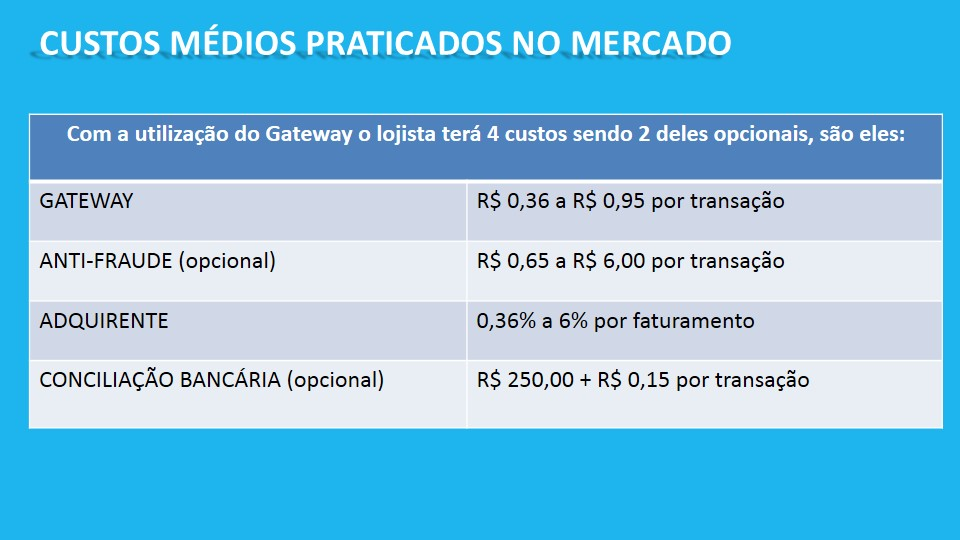 CUSTOS MÉDIOS PRATICADOS NO MERCADO
Com a utilização do Gateway o lojista terá 4 custos sendo 2 deles opcionais, são eles:
GATEWAY
R$ 0,36 a R$ 0,95 por transação
ANTI-FRAUDE (opcional)
R$ 0,65 a R$ 6,00 por transação
ADQUIRENTE
0,36% a 6% por faturamento
CONCILIAÇÃO BANCÁRIA (opcional)
R$ 250,00 + R$ 0,15 por transação